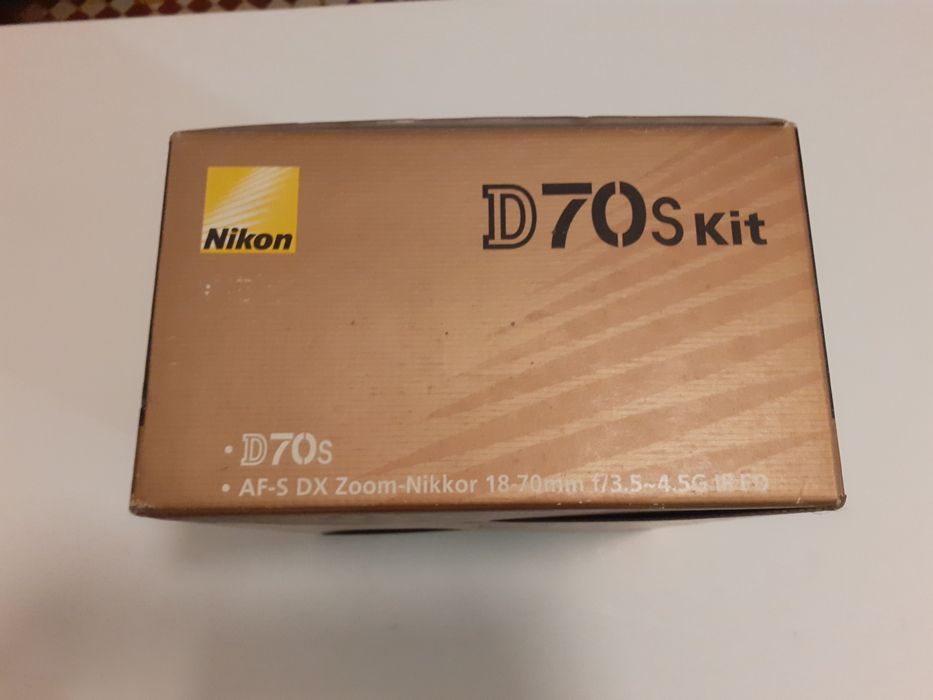 Nikon
D70s Kit
• D70s
• AF-S DX Zoom-Nikkor 18-70mm f/3.5~4.5G IF-ED